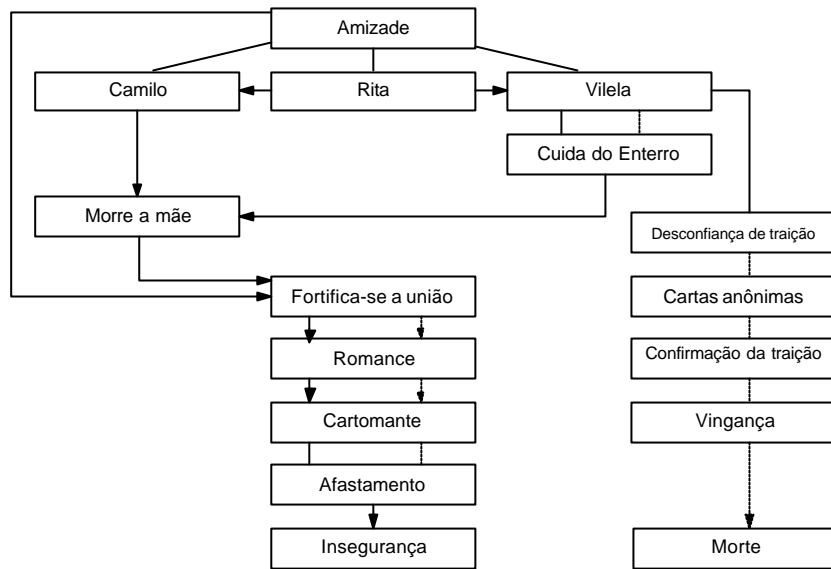 Amizade
Camilo
Rita
Vilela
Cuida do Enterro
Morre a mãe
Desconfiança de traição
Fortifica-se a união
Cartas anônimas
Romance
Confirmação da traição
Cartomante
Vingança
Afastamento
Insegurança
Morte